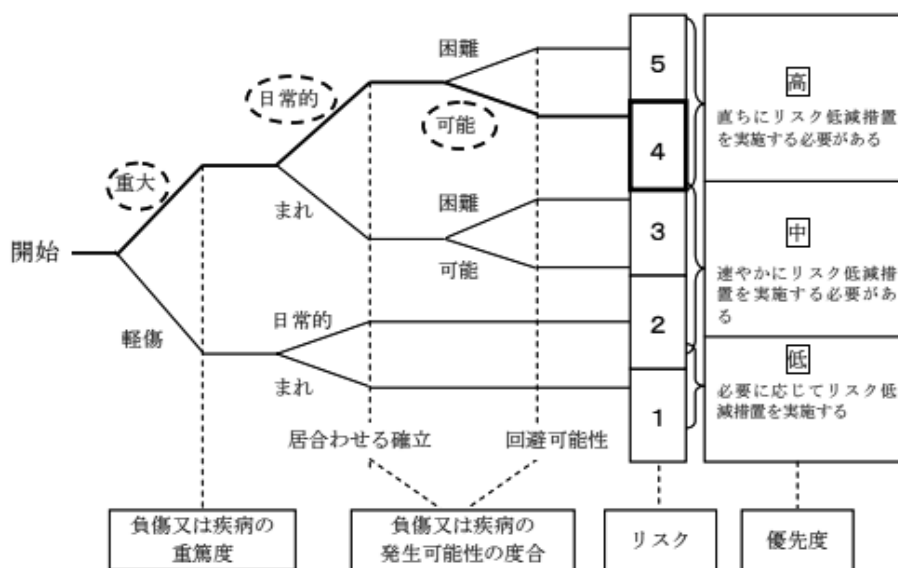 困難
5
高
日常的
直ちにリスク低減措置
を実施する必要がある
可能
4
重大
まれ
困難
3
中
開始
可能
速やかにリスク低減措
置を実施する必要があ
る
日常的
2
軽傷
低
まれ
必要に応じてリスク低
減措置を実施する
1
居合わせる確立
回避可能性
負傷又は疾病の
重篤度
負傷又は疾病の
発生可能性の度合
リスク
優先度